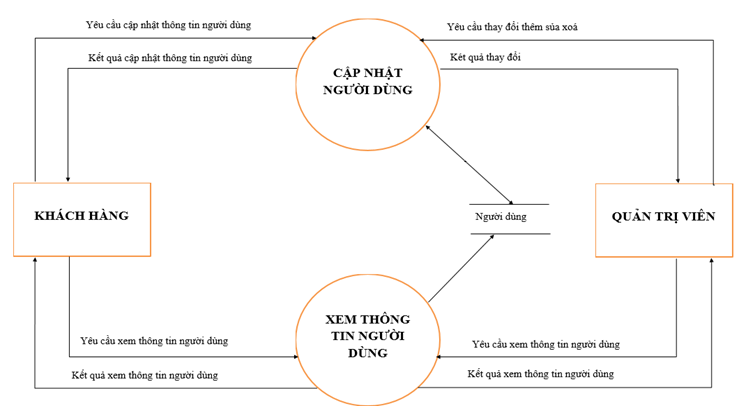 Yêu cầu cập nhật thông tin người dùng
Yêu cầu thay đổi thêm sủa xoá
Kết quả cập nhật thông tin người dùng
Két quả thay đổi
CẬP NHẬT
NGƯỜI DÙNG
KHÁCH HÀNG
Người dùng
QUẢN TRỊ VIÊN
XEM THÔNG
TIN NGƯỜI
DÙNG
Yêu cầu xem thông tin người dùng
Yêu cầu xem thông tin người dùng
Kết quả xem thông tin người dùng
Kết quả xem thông tin người dùng